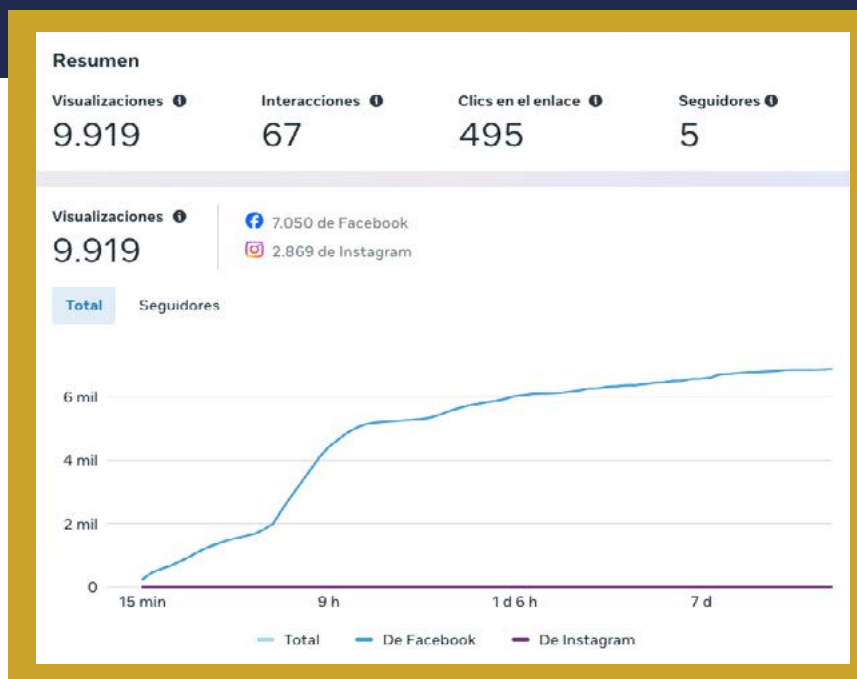 Resumen
Visualizaciones Interacciones Clics en el enlace Seguidores
9.919 67 495 5
Visualizaciones
9.919
7.050 de Facebook
2.869 de Instagram
Total Seguidores
6 mil
4 mil
2 mil
0
15 min 9 h 1 d 6 h 7 d
Total De Facebook De Instagram